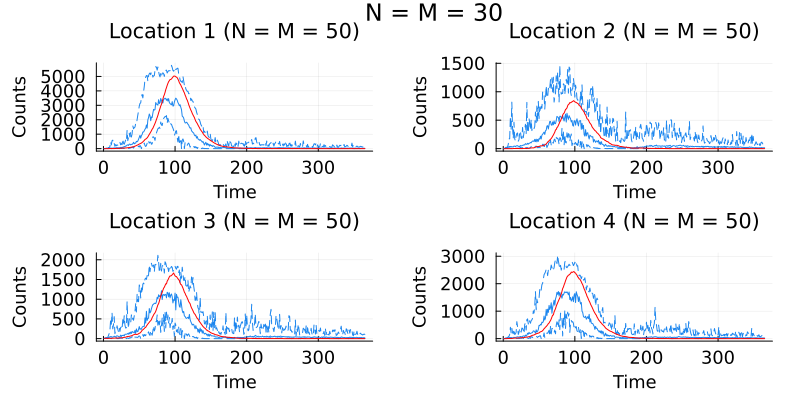 N = M = 30
Location 1 (N = M = 50)
Counts
5000
4000
3000
2000
1000
0
0 100 200 300
Time
Location 2 (N = M = 50)
Counts
1500
1000
500
0
0 100 200 300
Time
Location 3 (N = M = 50)
Counts
2000
1500
1000
500
0
0 100 200 300
Time
Location 4 (N = M = 50)
Counts
3000
2000
1000
0
0 100 200 300
Time